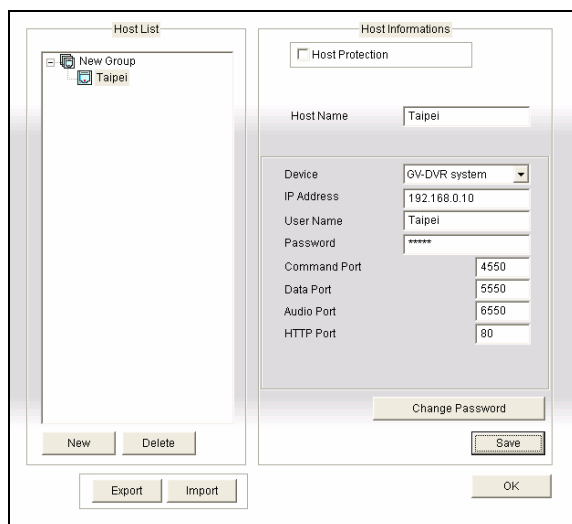 Host List
New Group
Taipei
New Delete
Export Import
Host Informations
Host Protection
Host Name Taipei
Device GV-DVR system
IP Address 192.168.0.10
User Name Taipei
Password *****
Command Port 4550
Data Port 5550
Audio Port 6550
HTTP Port 80
Change Password
Save
OK